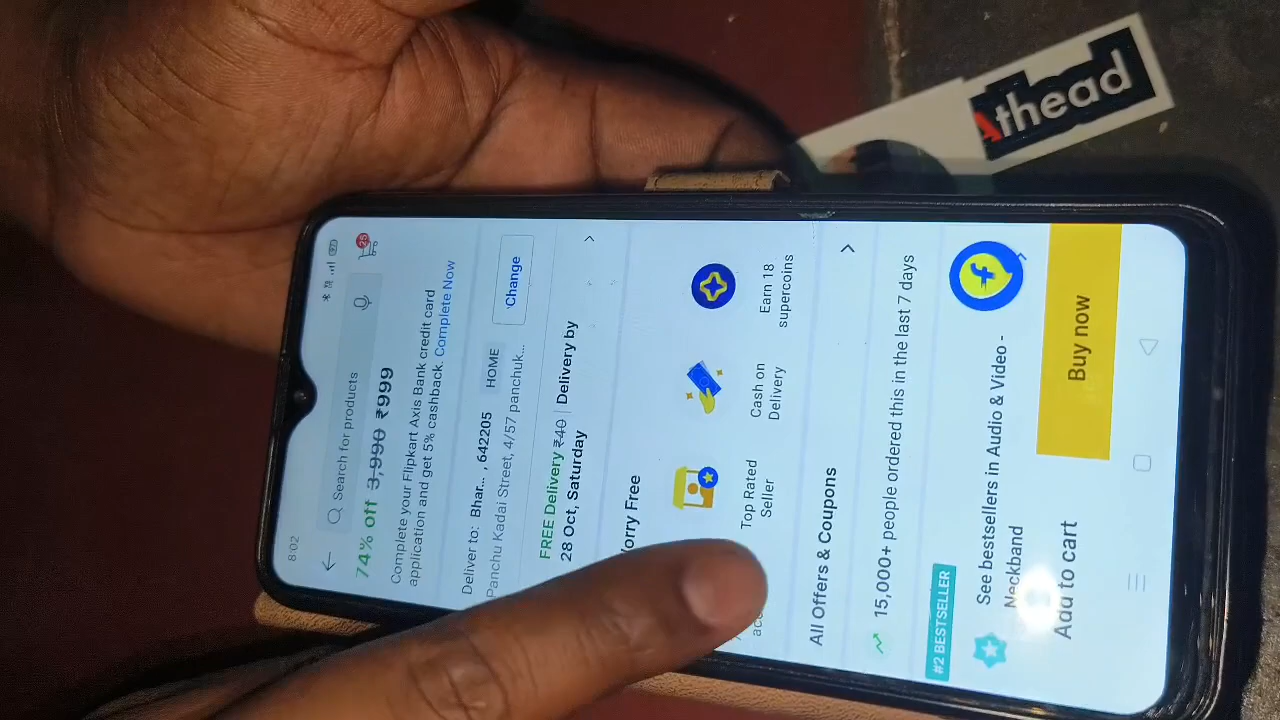 8:02
Search for products
25
74% off 3,990 ₹999
Complete your Flipkart Axis Bank credit card
application and get 5% cashback. Complete Now
Deliver to: Bhar... , 642205 HOME
Panchu Kadai Street, 4/57 panchuk...
Change
FREE Delivery ₹40 | Delivery by
28 Oct, Saturday
orry Free
Top Rated
Seller
Cash on
Delivery
Earn 18
supercoins
All Offers & Coupons
15,000+ people ordered this in the last 7 days
#2 BESTSELLER
See bestsellers in Audio & Video -
Neckband
Add to cart
Buy now
Athead